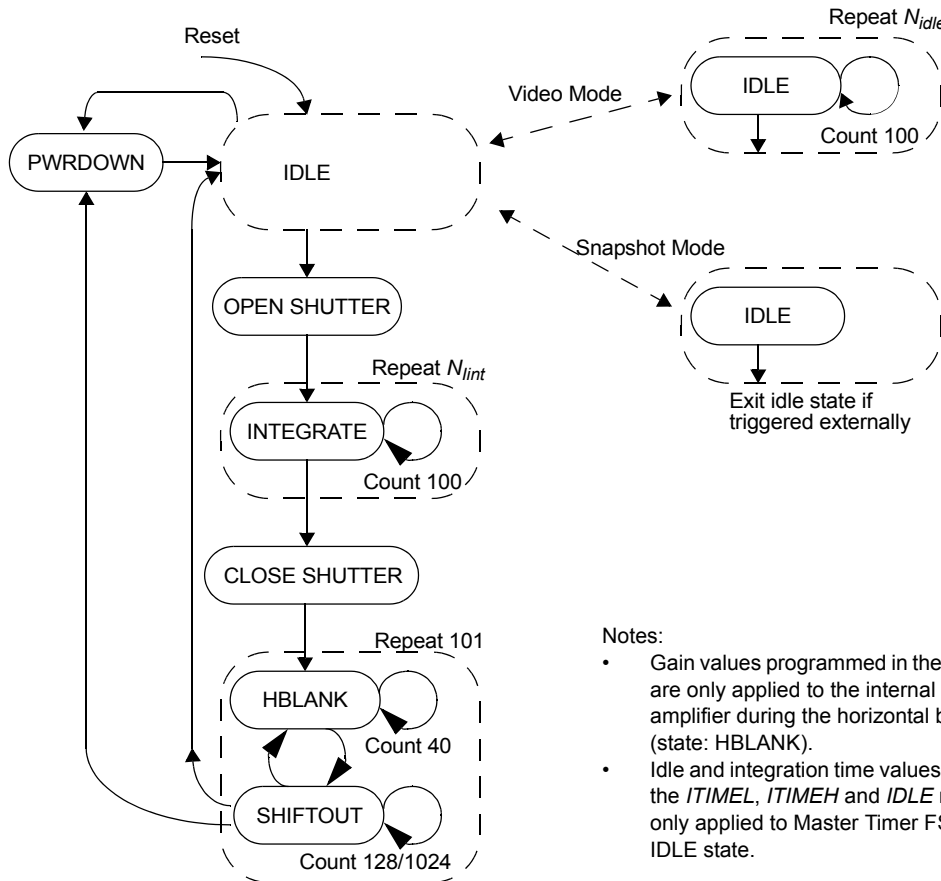 Repeat N_idle
Reset
IDLE
Video Mode
Count 100
PWRDOWN
IDLE
Snapshot Mode
OPEN SHUTTER
IDLE
Repeat N_lint
Exit idle state if
triggered externally
INTEGRATE
Count 100
CLOSE SHUTTER
Repeat 101
HBLANK
Count 40
SHIFTOUT
Count 128/1024
Notes:
• Gain values programmed in the
are only applied to the internal
amplifier during the horizontal
(state: HBLANK).
• Idle and integration time values
the ITIMEL, ITIMEH and IDLE
only applied to Master Timer
IDLE state.